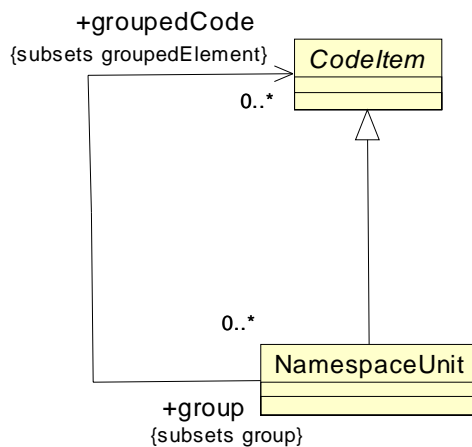 +groupedCode
{subsets groupedElement}
CodeItem
0..*
0..*
NamespaceUnit
+group
{subsets group}